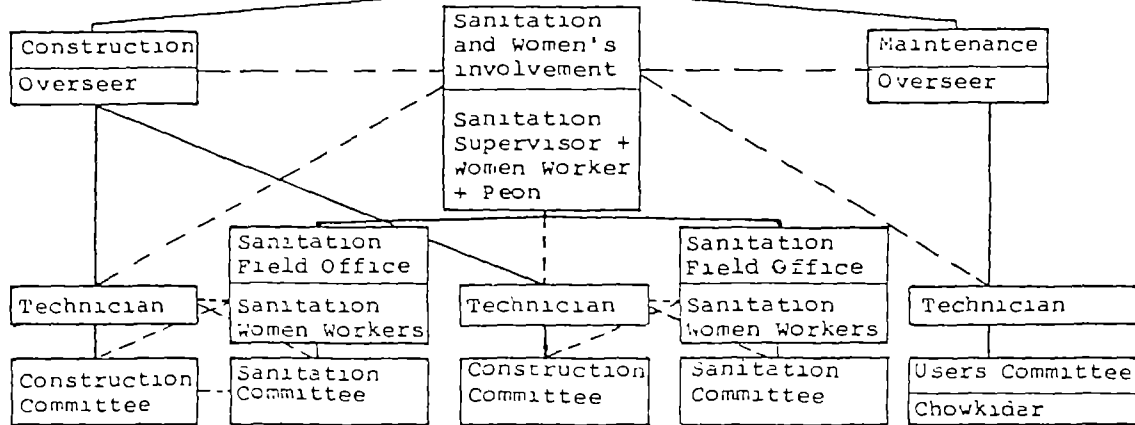 Construction
Overseer
Sanitation
and Women's
involvement
Sanitation
Supervisor +
Women Worker
+ Peon
Maintenance
Overseer
Sanitation
Field Office
Sanitation
Women Workers
Sanitation
Field Office
Sanitation
Women Workers
Technician
Technician
Technician
Construction
Committee
Sanitation
Committee
Construction
Committee
Sanitation
Committee
Users Committee
Chowkidar